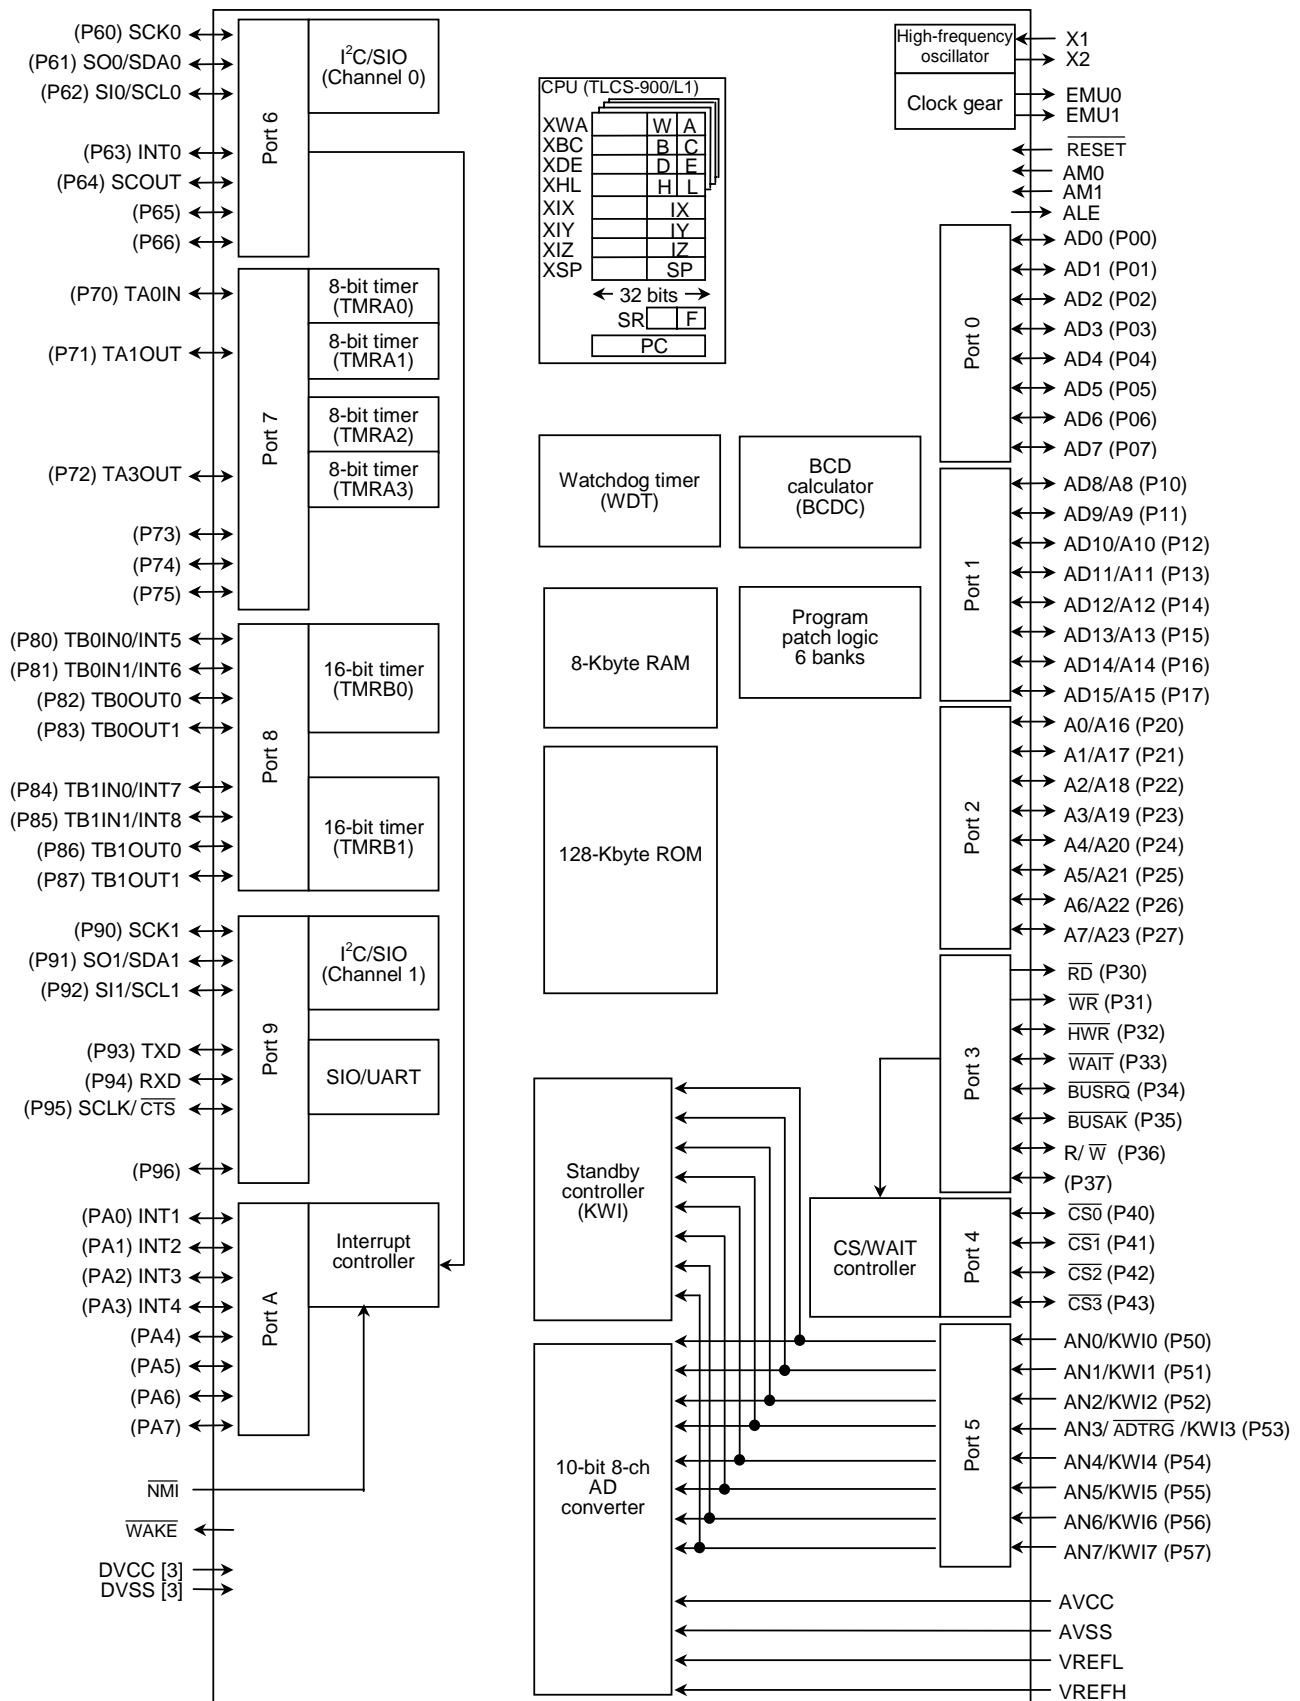 (P60) SCK0
(P61) SO0/SDA0
(P62) SI0/SCL0
(P63) INT0
(P64) SCOUT
(P65)
(P66)
Port 6
I²C/SIO
(Channel 0)
(P70) TA0IN
(P71) TA1OUT
(P72) TA3OUT
(P73)
(P74)
(P75)
Port 7
8-bit timer
(TMRA0)
8-bit timer
(TMRA1)
8-bit timer
(TMRA2)
8-bit timer
(TMRA3)
(P80) TB0IN0/INT5
(P81) TB0IN1/INT6
(P82) TB0OUT0
(P83) TB0OUT1
(P84) TB1IN0/INT7
(P85) TB1IN1/INT8
(P86) TB1OUT0
(P87) TB1OUT1
Port 8
16-bit timer
(TMRB0)
16-bit timer
(TMRB1)
(P90) SCK1
(P91) SO1/SDA1
(P92) SI1/SCL1
(P93) TXD
(P94) RXD
(P95) SCLK/ CTS
(P96)
Port 9
I²C/SIO
(Channel 1)
SIO/UART
(PA0) INT1
(PA1) INT2
(PA2) INT3
(PA3) INT4
(PA4)
(PA5)
(PA6)
(PA7)
Port A
Interrupt
controller
NMI
WAKE
DVCC [3]
DVSS [3]
CPU (TLCS-900/L1)
XWA W A
XBC B C
XDE D E
XHL H L
XIX IX
XIY IY
XIZ IZ
XSP SP
32 bits
SR F
PC
Watchdog timer
(WDT)
BCD
calculator
(BCDC)
8-Kbyte RAM
Program
patch logic
6 banks
128-Kbyte ROM
Standby
controller
(KWI)
CS/WAIT
controller
10-bit 8-ch
AD
converter
High-frequency
oscillator
Clock gear
X1
X2
EMU0
EMU1
RESET
AM0
AM1
ALE
Port 0
AD0 (P00)
AD1 (P01)
AD2 (P02)
AD3 (P03)
AD4 (P04)
AD5 (P05)
AD6 (P06)
AD7 (P07)
Port 1
AD8/A8 (P10)
AD9/A9 (P11)
AD10/A10 (P12)
AD11/A11 (P13)
AD12/A12 (P14)
AD13/A13 (P15)
AD14/A14 (P16)
AD15/A15 (P17)
Port 2
A0/A16 (P20)
A1/A17 (P21)
A2/A18 (P22)
A3/A19 (P23)
A4/A20 (P24)
A5/A21 (P25)
A6/A22 (P26)
A7/A23 (P27)
Port 3
RD (P30)
WR (P31)
HWR (P32)
WAIT (P33)
BUSRQ (P34)
BUSAK (P35)
R/ W (P36)
(P37)
Port 4
CS0 (P40)
CS1 (P41)
CS2 (P42)
CS3 (P43)
Port 5
AN0/KWI0 (P50)
AN1/KWI1 (P51)
AN2/KWI2 (P52)
AN3/ ADTRG /KWI3 (P53)
AN4/KWI4 (P54)
AN5/KWI5 (P55)
AN6/KWI6 (P56)
AN7/KWI7 (P57)
AVCC
AVSS
VREFL
VREFH